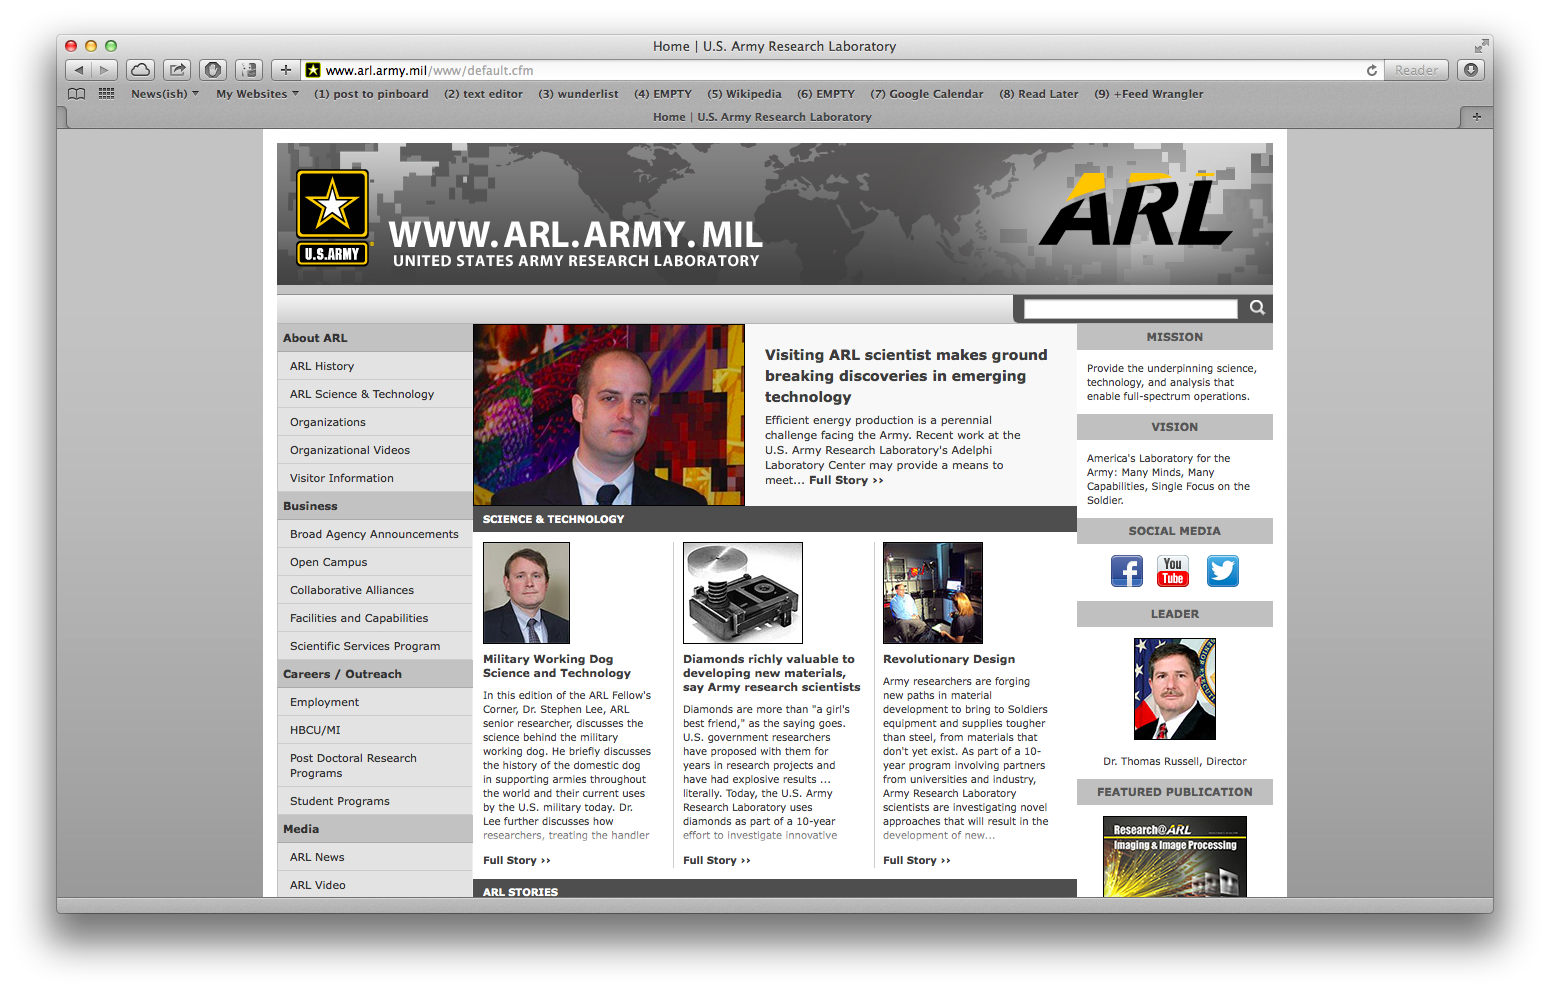 Home | U.S. Army Research Laboratory
www.arl.army.mil/www/default.cfm
Reader
News(ish) My Websites (1) post to pinboard (2) text editor (3) wunderlist (4) EMPTY (5) Wikipedia (6) EMPTY (7) Google Calendar (8) Read Later (9) +Feed Wrangler
Home | U.S. Army Research Laboratory
U.S.ARMY
WWW.ARL.ARMY.MIL
UNITED STATES ARMY RESEARCH LABORATORY
ARL
About ARL
ARL History
ARL Science & Technology
Organizations
Organizational Videos
Visitor Information
Business
Broad Agency Announcements
Open Campus
Collaborative Alliances
Facilities and Capabilities
Scientific Services Program
Careers / Outreach
Employment
HBCU/MI
Post Doctoral Research
Programs
Student Programs
Media
ARL News
ARL Video
Visiting ARL scientist makes ground
breaking discoveries in emerging
technology
Efficient energy production is a perennial
challenge facing the Army. Recent work at the
U.S. Army Research Laboratory's Adelphi
Laboratory Center may provide a means to
meet... Full Story ››
SCIENCE & TECHNOLOGY
Military Working Dog
Science and Technology
In this edition of the ARL Fellow's
Corner, Dr. Stephen Lee, ARL
senior researcher, discusses the
science behind the military
working dog. He briefly discusses
the history of the domestic dog
in supporting armies throughout
the world and their current uses
by the U.S. military today. Dr.
Lee further discusses how
researchers, treating the handler
Full Story ››
Diamonds richly valuable to
developing new materials,
say Army research scientists
Diamonds are more than "a girl's
best friend," as the saying goes.
U.S. government researchers
have proposed with them for
years in research projects and
have had explosive results ...
literally. Today, the U.S. Army
Research Laboratory uses
diamonds as part of a 10-year
effort to investigate innovative
Full Story ››
Revolutionary Design
Army researchers are forging
new paths in material
development to bring to Soldiers
equipment and supplies tougher
than steel, from materials that
don't yet exist. As part of a 10-
year program involving partners
from universities and industry,
Army Research Laboratory
scientists are investigating novel
approaches that will result in the
development of new...
Full Story ››
ARL STORIES
MISSION
Provide the underpinning science,
technology, and analysis that
enable full-spectrum operations.
VISION
America's Laboratory for the
Army: Many Minds, Many
Capabilities, Single Focus on the
Soldier.
SOCIAL MEDIA
You
Tube
LEADER
Dr. Thomas Russell, Director
FEATURED PUBLICATION
Research@ARL
Imaging & Image Processing